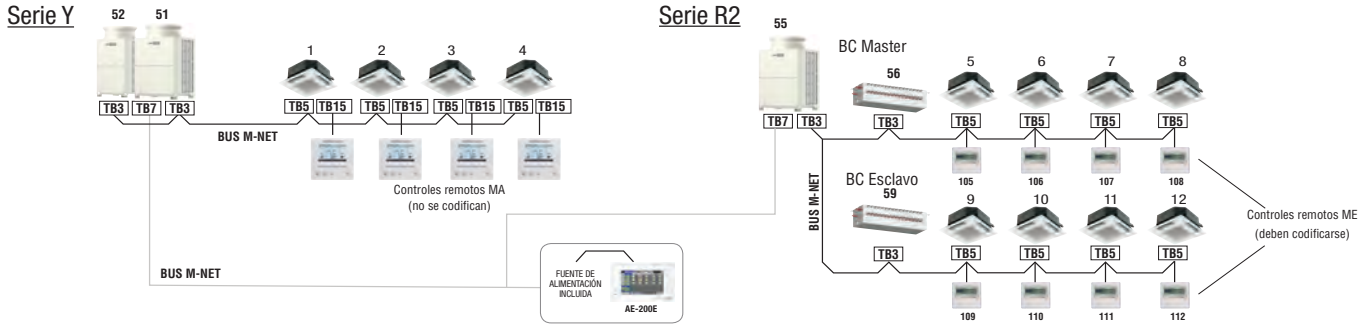 Serie Y
52 51
1 2 3 4
TB3 TB7 TB3
TB5 TB15 TB5 TB15 TB5 TB15 TB5 TB15
BUS M-NET
Controles remotos MA
(no se codifican)
BUS M-NET
FUENTE DE
ALIMENTACIÓN
INCLUIDA
AE-200E
Serie R2
55
BC Master
56
5 6 7 8
TB7 TB3
TB3
TB5 TB5 TB5 TB5
105 106 107 108
BUS M-NET
BC Esclavo
59
9 10 11 12
TB3
TB5 TB5 TB5 TB5
109 110 111 112
Controles remotos ME
(deben codificarse)